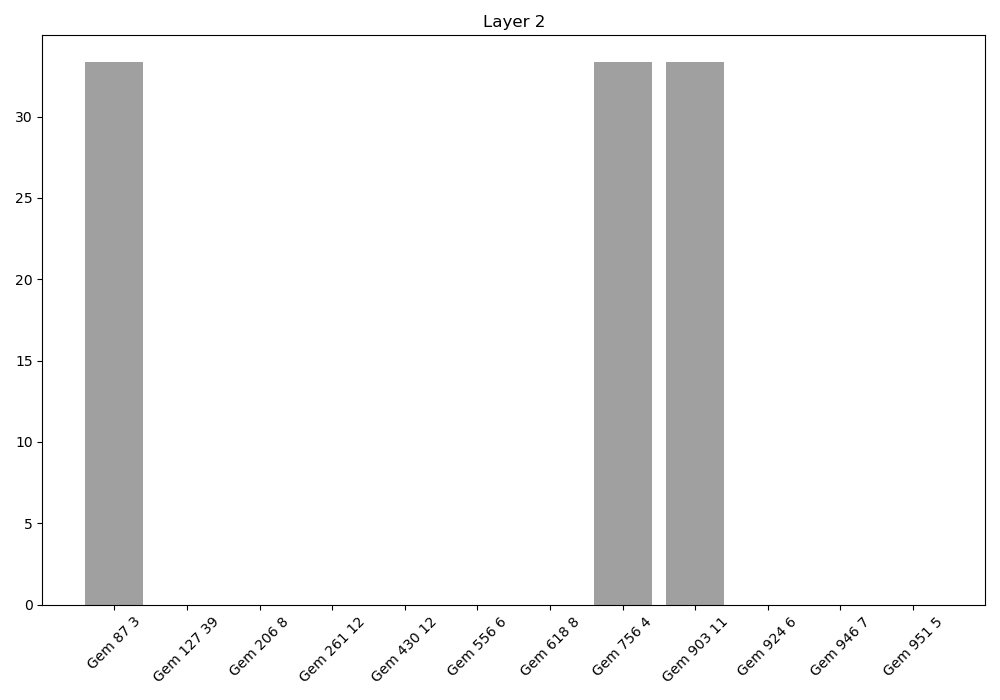 Layer 2
30
25
20
15
10
5
0
Gem 87 3
Gem 127 39
Gem 206 8
Gem 261 12
Gem 430 12
Gem 556 6
Gem 618 8
Gem 756 4
Gem 903 11
Gem 924 6
Gem 946 7
Gem 951 5